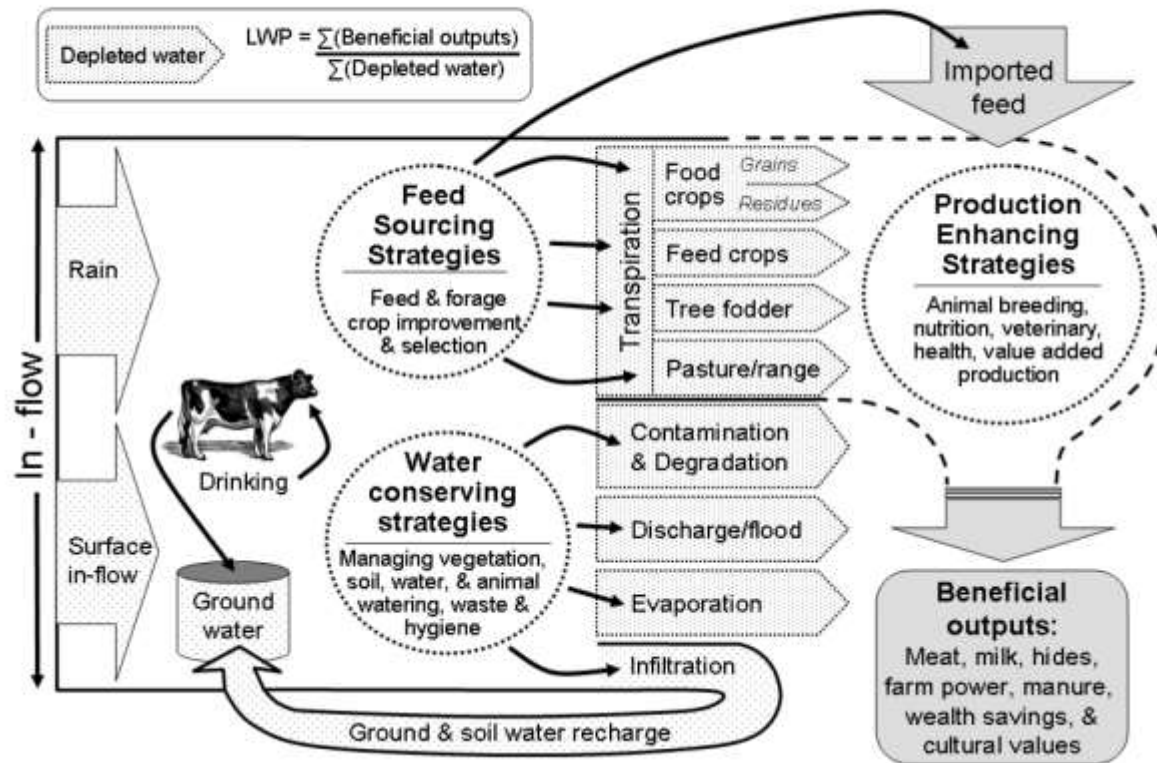 Depleted water
LWP = ∑(Beneficial outputs)
∑(Depleted water)
Imported
feed
In - flow
Rain
Surface
in-flow
Feed
Sourcing
Strategies
Feed & forage
crop improvement
& selection
Transpiration
Food
crops
Grains
Residues
Feed crops
Tree fodder
Pasture/range
Production
Enhancing
Strategies
Animal breeding,
nutrition, veterinary,
health, value added
production
Drinking
Ground
water
Water
conserving
strategies
Managing vegetation,
soil, water, & animal
watering, waste &
hygiene
Contamination
& Degradation
Discharge/flood
Evaporation
Infiltration
Ground & soil water recharge
Beneficial
outputs:
Meat, milk, hides,
farm power, manure,
wealth savings, &
cultural values